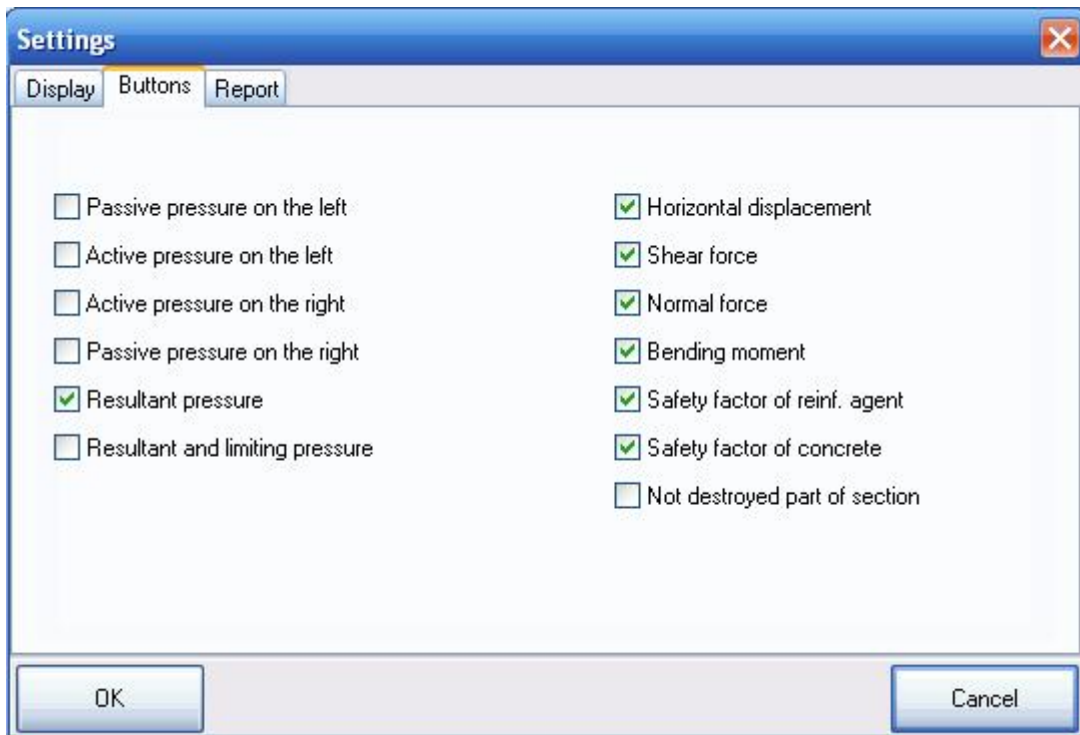 Settings
Display Buttons Report
Passive pressure on the left
Active pressure on the left
Active pressure on the right
Passive pressure on the right
Resultant pressure
Resultant and limiting pressure
Horizontal displacement
Shear force
Normal force
Bending moment
Safety factor of reinf. agent
Safety factor of concrete
Not destroyed part of section
OK Cancel